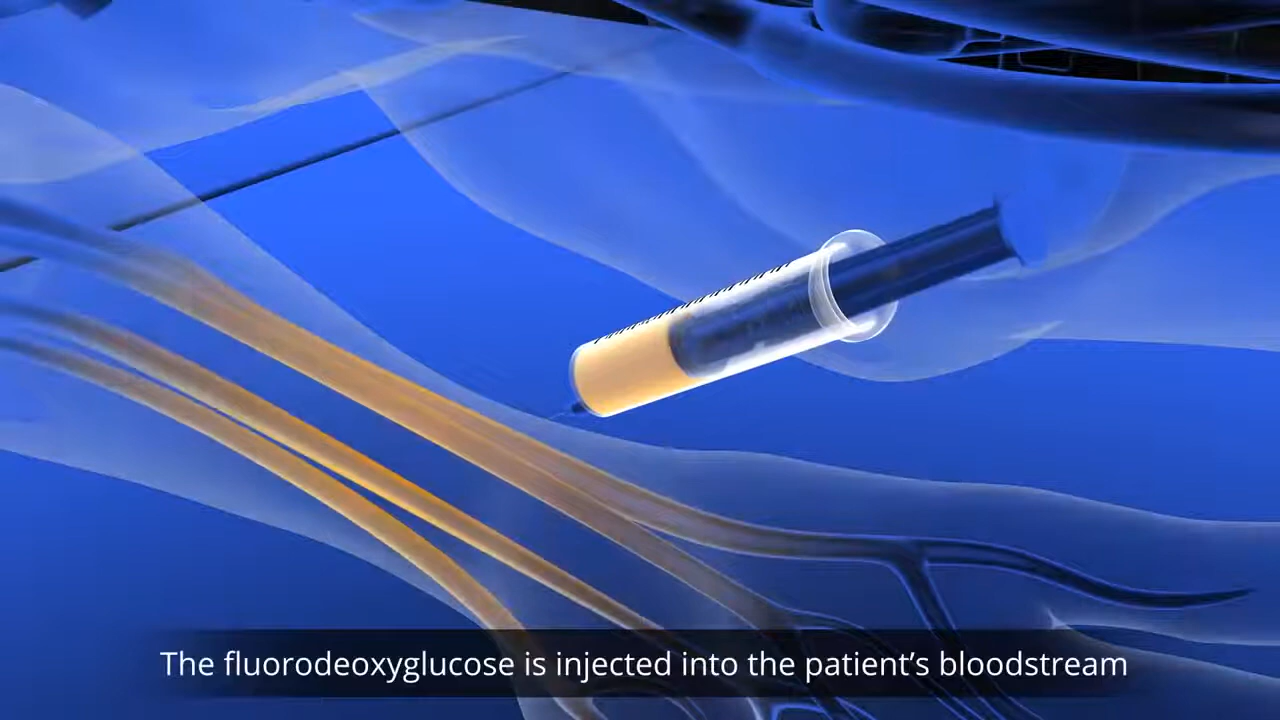 The fluorodeoxyglucose is injected into the patient’s bloodstream